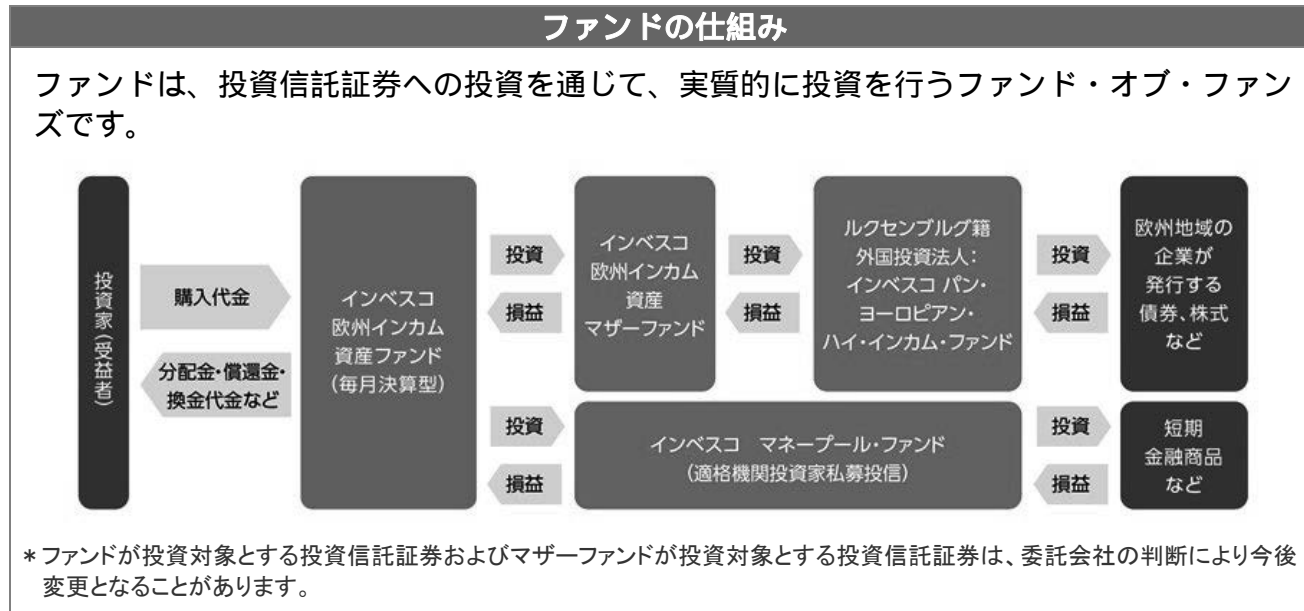 ファンドの仕組み
ファンドは、投資信託証券への投資を通じて、実質的に投資を行うファンド・オブ・ファン
ズです。
投資家(受益者)
購入代金
分配金・償還金・
換金代金など
インベスコ
欧州インカム
資産ファンド
(毎月決算型)
投資
損益
インベスコ
欧州インカム
資産
マザーファンド
投資
損益
ルクセンブルグ籍
外国投資法人:
インベスコ パン・
ヨーロピアン・
ハイ・インカム・ファンド
投資
損益
欧州地域の
企業が
発行する
債券、株式
など
投資
損益
インベスコ　マネープール・ファンド
(適格機関投資家私募投信)
投資
損益
短期
金融商品
など
*ファンドが投資対象とする投資信託証券およびマザーファンドが投資対象とする投資信託証券は、委託会社の判断により今後
変更となることがあります。